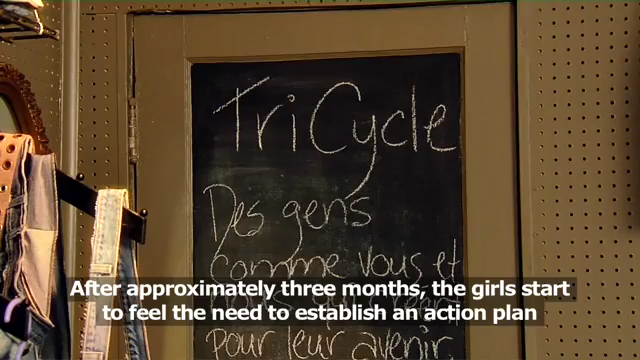 TriCycle
Des gens
comme vous et
pour leur avenir
After approximately three months, the girls start
to feel the need to establish an action plan